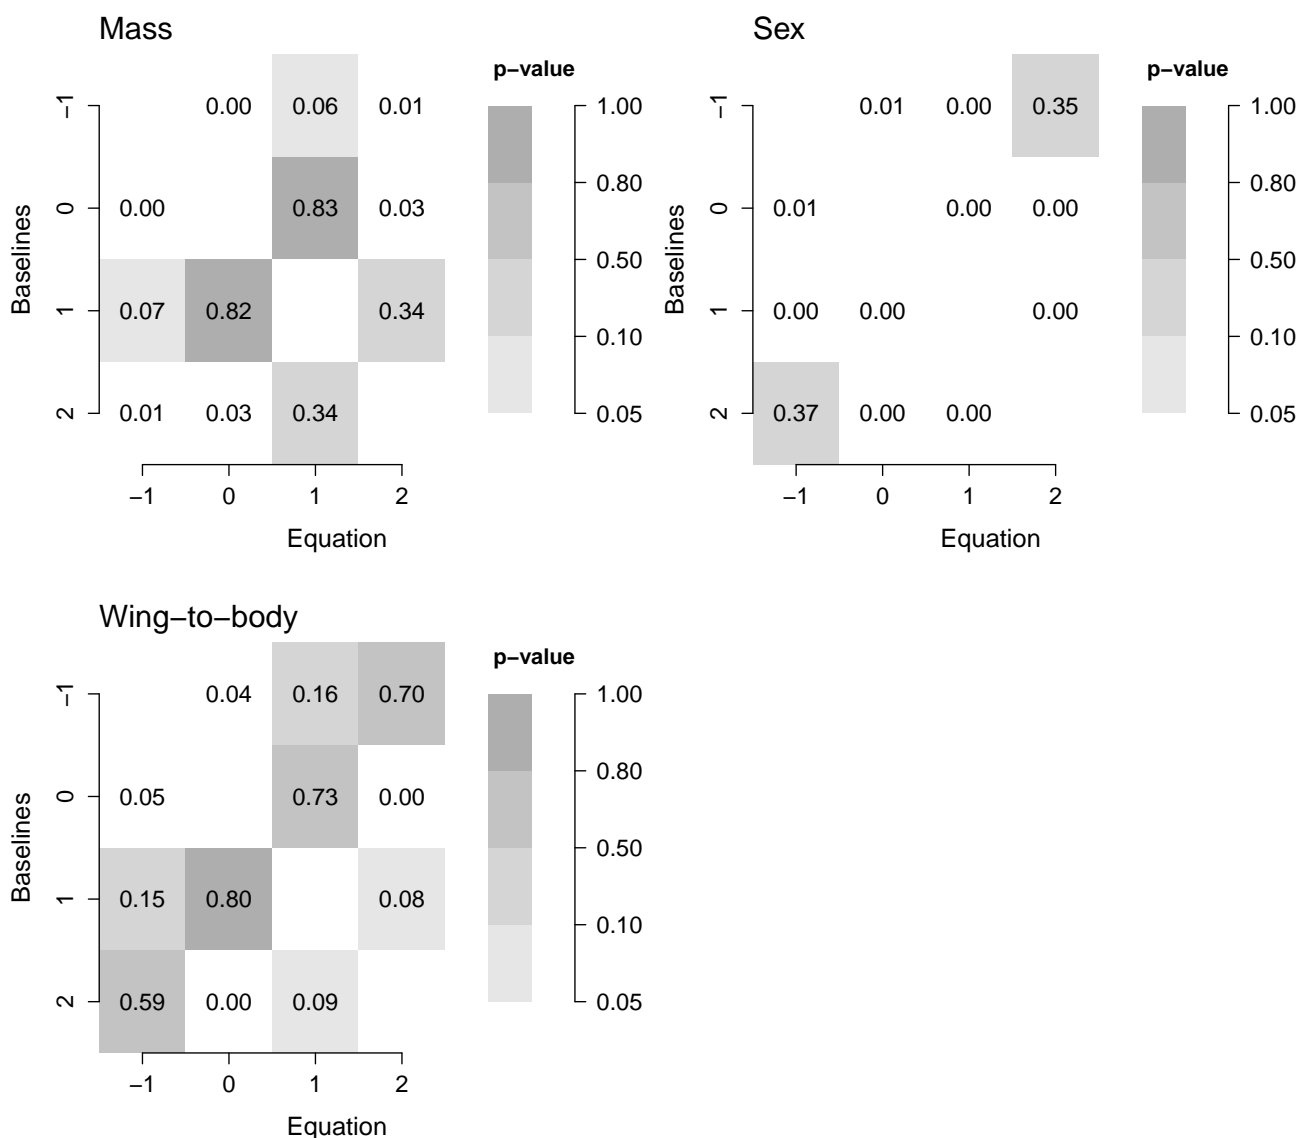 Mass
p−value
−1 0.00 0.06 0.01 1.00
0.80
0 0.00 0.83 0.03
Baselines
0.50
1 0.07 0.82 0.34
0.10
2 0.01 0.03 0.34 0.05
−1 0 1 2
Equation
Sex
p−value
−1 0.01 0.00 0.35 1.00
0.80
0 0.01 0.00 0.00
Baselines
0.50
1 0.00 0.00 0.00
0.10
2 0.37 0.00 0.00 0.05
−1 0 1 2
Equation
Wing−to−body
p−value
−1 0.04 0.16 0.70 1.00
0.80
0 0.05 0.73 0.00
Baselines
0.50
1 0.15 0.80 0.08
0.10
2 0.59 0.00 0.09 0.05
−1 0 1 2
Equation